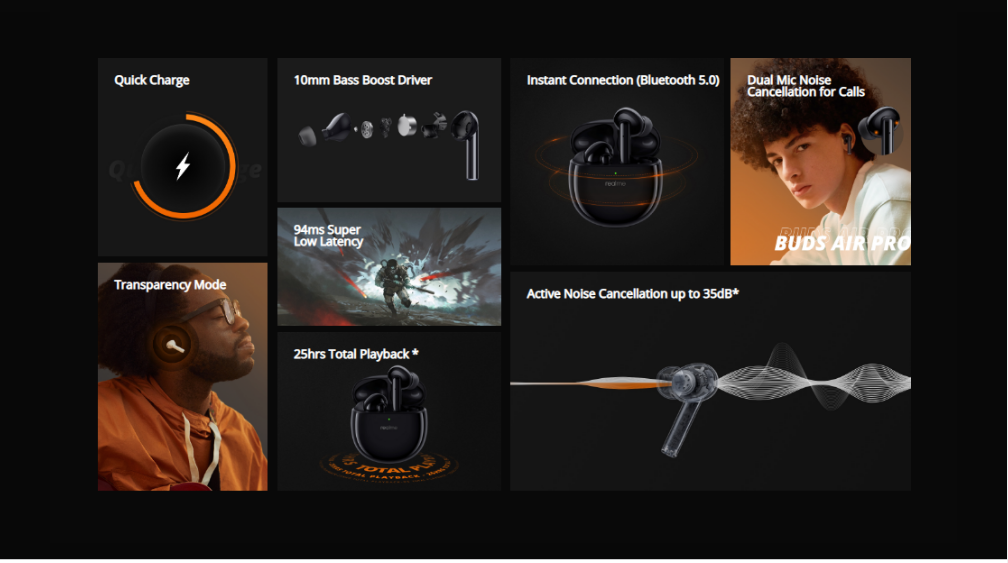 Quick Charge
10mm Bass Boost Driver
Instant Connection (Bluetooth 5.0)
Dual Mic Noise
Cancellation for Calls
realme
BUDS AIR PRO
94ms Super
Low Latency
Transparency Mode
Active Noise Cancellation up to 35dB*
25hrs Total Playback *
realme
TOTAL PLAY
TOTAL PLAYBACK